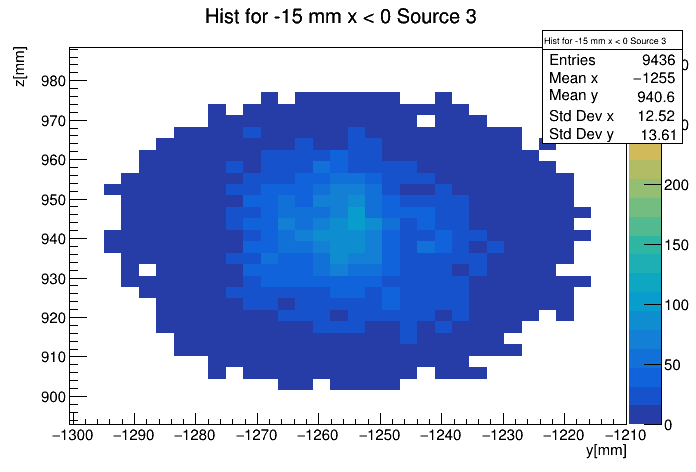 Hist for -15 mm x < 0 Source 3
Hist for -15 mm x < 0 Source 3
Entries 9436
Mean x −1255
Mean y 940.6
Std Dev x 12.52
Std Dev y 13.61
z[mm]
980
970
960
950
940
930
920
910
900
200
150
100
50
0
−1300 −1290 −1280 −1270 −1260 −1250 −1240 −1230 −1220 −1210
y[mm]